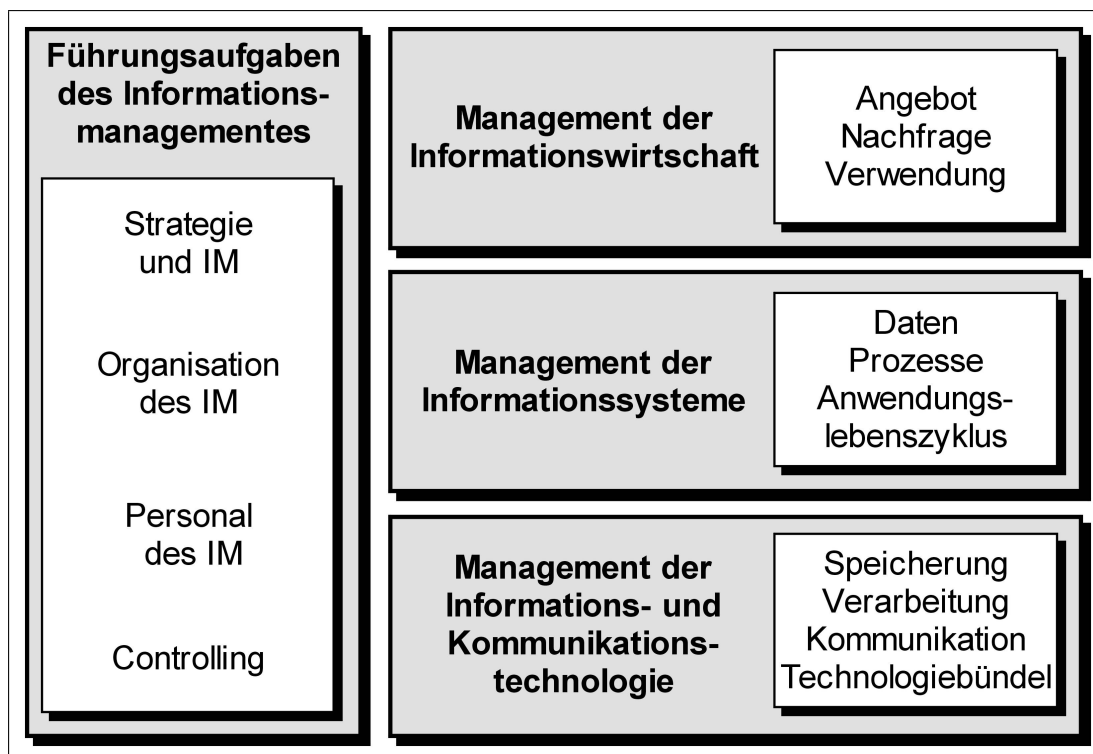 Führungsaufgaben
des Informations-
managementes
Strategie
und IM
Organisation
des IM
Personal
des IM
Controlling
Management der
Informationswirtschaft
Angebot
Nachfrage
Verwendung
Management der
Informationssysteme
Daten
Prozesse
Anwendungs-
lebenszyklus
Management der
Informations- und
Kommunikations-
technologie
Speicherung
Verarbeitung
Kommunikation
Technologiebündel